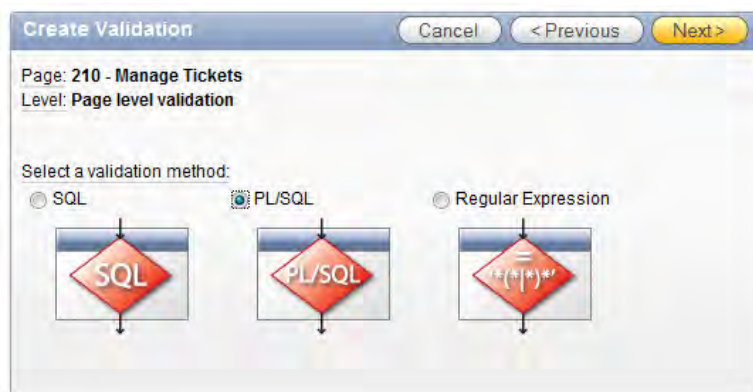 Create Validation
Cancel
< Previous
Next >
Page: 210 - Manage Tickets
Level: Page level validation
Select a validation method:
SQL
PL/SQL
Regular Expression
SQL
PL/SQL
=
'*(*|*)*'